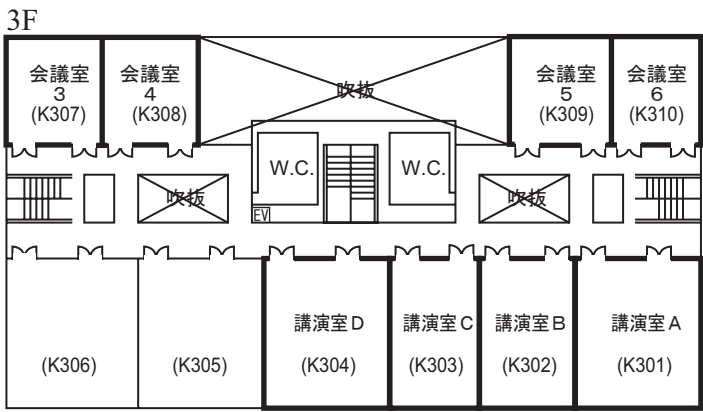 3F
会議室
3
(K307)
会議室
4
(K308)
吹抜
会議室
5
(K309)
会議室
6
(K310)
W.C.
W.C.
吹抜
EV
吹抜
(K306)
(K305)
講演室D
(K304)
講演室C
(K303)
講演室B
(K302)
講演室A
(K301)